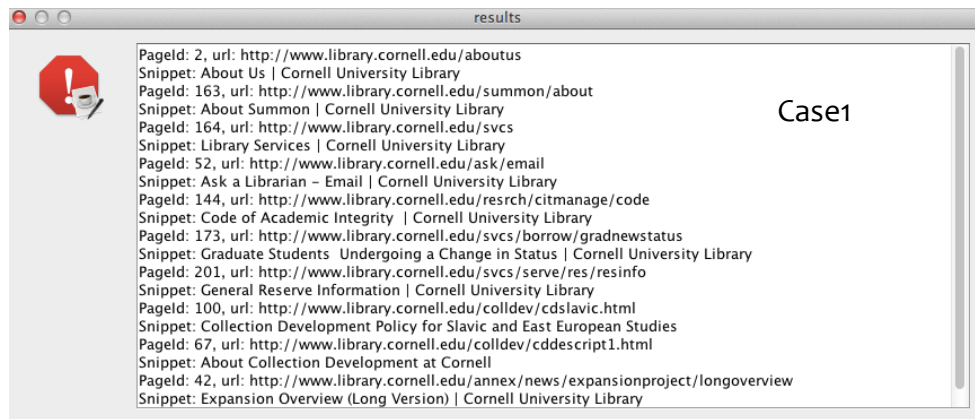 results
PageId: 2, url: http://www.library.cornell.edu/aboutus
Snippet: About Us | Cornell University Library
PageId: 163, url: http://www.library.cornell.edu/summon/about
Snippet: About Summon | Cornell University Library
Case1
PageId: 164, url: http://www.library.cornell.edu/svcs
Snippet: Library Services | Cornell University Library
PageId: 52, url: http://www.library.cornell.edu/ask/email
Snippet: Ask a Librarian – Email | Cornell University Library
PageId: 144, url: http://www.library.cornell.edu/resrch/citmanage/code
Snippet: Code of Academic Integrity  | Cornell University Library
PageId: 173, url: http://www.library.cornell.edu/svcs/borrow/gradnewstatus
Snippet: Graduate Students  Undergoing a Change in Status | Cornell University Library
PageId: 201, url: http://www.library.cornell.edu/svcs/serve/res/resinfo
Snippet: General Reserve Information | Cornell University Library
PageId: 100, url: http://www.library.cornell.edu/colldev/cdslavic.html
Snippet: Collection Development Policy for Slavic and East European Studies
PageId: 67, url: http://www.library.cornell.edu/colldev/cddescript1.html
Snippet: About Collection Development at Cornell
PageId: 42, url: http://www.library.cornell.edu/annex/news/expansionproject/longoverview
Snippet: Expansion Overview (Long Version) | Cornell University Library